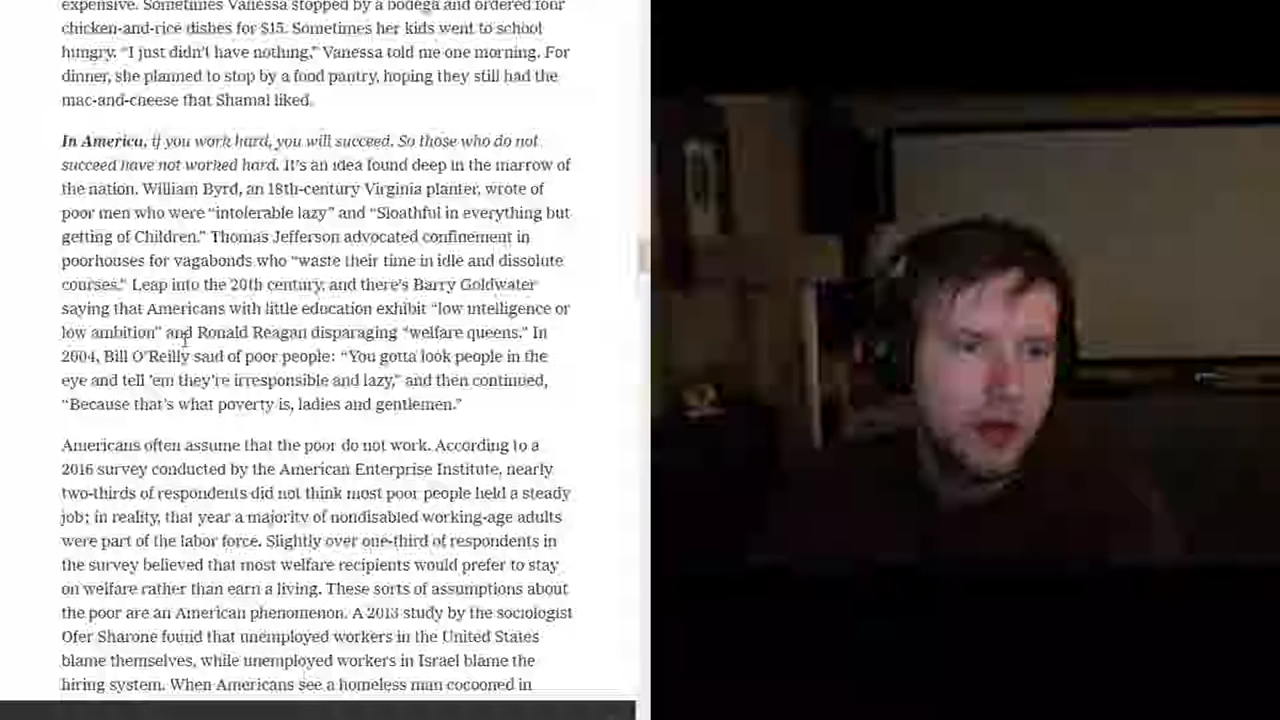 expensive. Sometimes Vanessa stopped by a bodega and ordered four
chicken-and-rice dishes for $15. Sometimes her kids went to school
hungry. “I just didn’t have nothing,” Vanessa told me one morning. For
dinner, she planned to stop by a food pantry, hoping they still had the
mac-and-cheese that Shamal liked.
In America, if you work hard, you will succeed. So those who do not
succeed have not worked hard. It’s an idea found deep in the marrow of
the nation. William Byrd, an 18th-century Virginia planter, wrote of
poor men who were “intolerable lazy” and “Sloathful in everything but
getting of Children.” Thomas Jefferson advocated confinement in
poorhouses for vagabonds who “waste their time in idle and dissolute
courses.” Leap into the 20th century, and there’s Barry Goldwater
saying that Americans with little education exhibit “low intelligence or
low ambition” and Ronald Reagan disparaging “welfare queens.” In
2004, Bill O’Reilly said of poor people: “You gotta look people in the
eye and tell ’em they’re irresponsible and lazy,” and then continued,
“Because that’s what poverty is, ladies and gentlemen.”
Americans often assume that the poor do not work. According to a
2016 survey conducted by the American Enterprise Institute, nearly
two-thirds of respondents did not think most poor people held a steady
job; in reality, that year a majority of nondisabled working-age adults
were part of the labor force. Slightly over one-third of respondents in
the survey believed that most welfare recipients would prefer to stay
on welfare rather than earn a living. These sorts of assumptions about
the poor are an American phenomenon. A 2013 study by the sociologist
Ofer Sharone found that unemployed workers in the United States
blame themselves, while unemployed workers in Israel blame the
hiring system. When Americans see a homeless man cocooned in